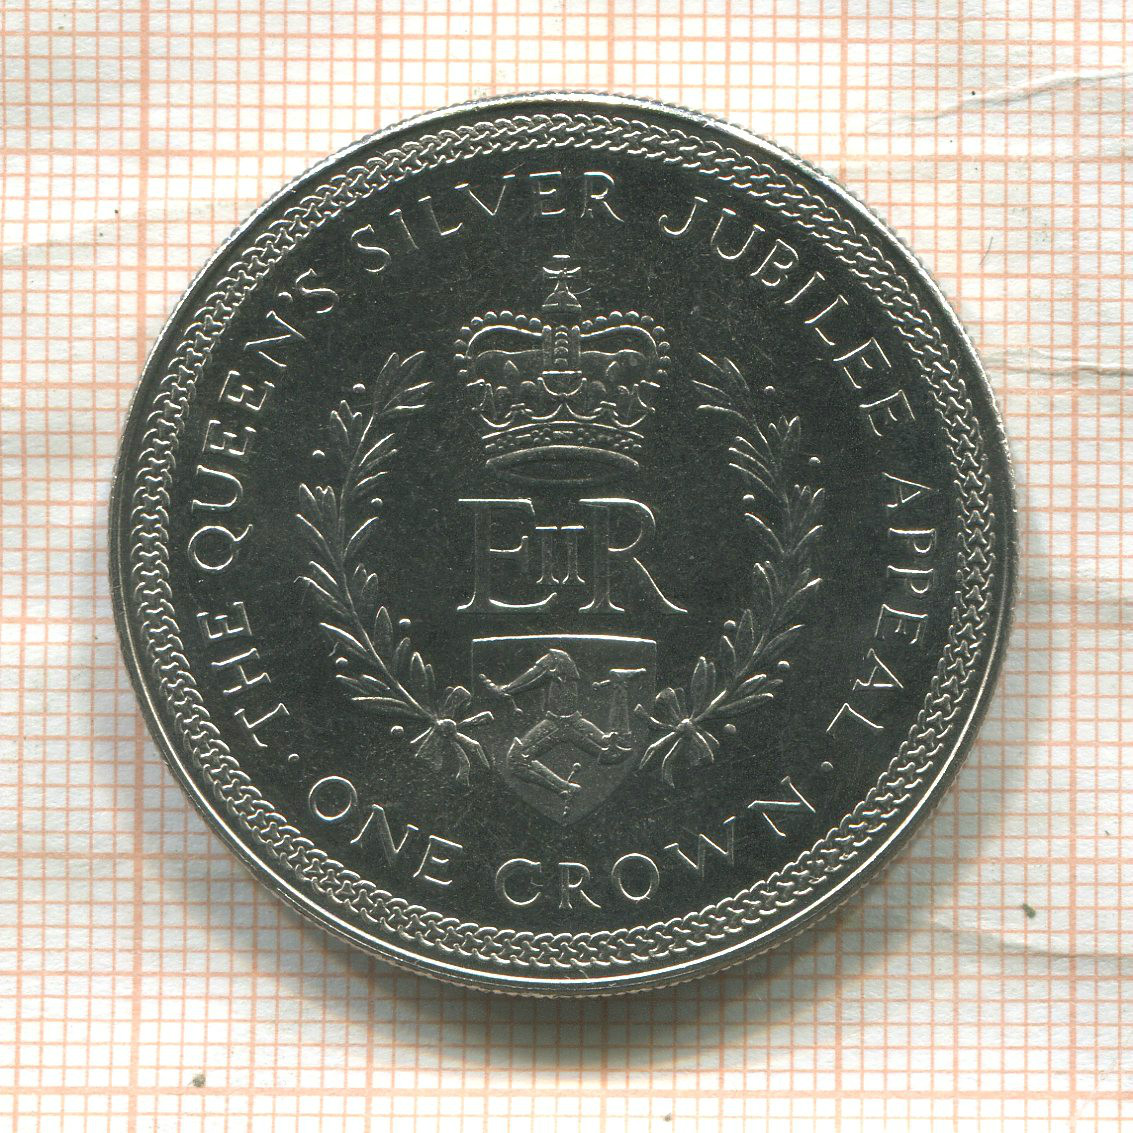 THE QUEEN'S SILVER JUBILEE APPEAL
EIIR
· ONE CROWN ·